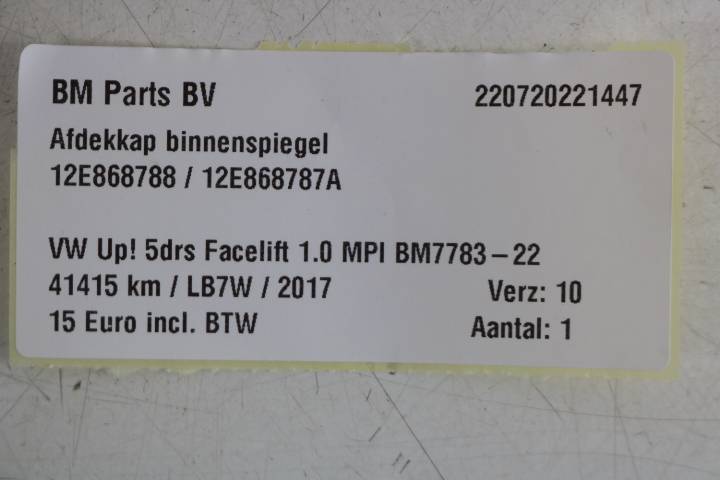 BM Parts BV 220720221447
Afdekkap binnenspiegel
12E868788 / 12E868787A
VW Up! 5drs Facelift 1.0 MPI BM7783-22
41415 km / LB7W / 2017 Verz: 10
15 Euro incl. BTW Aantal: 1